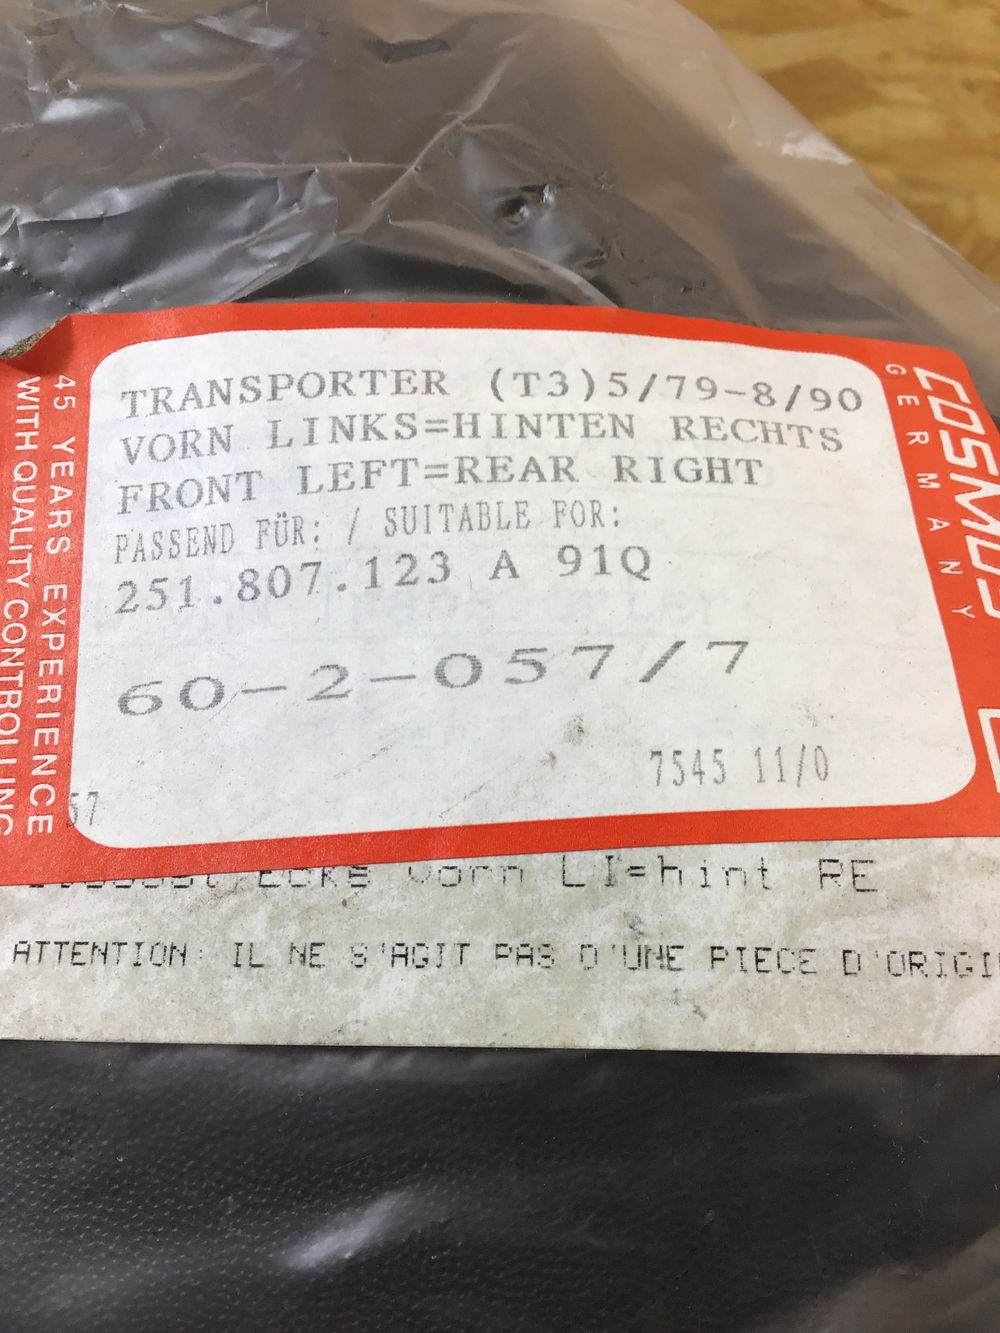 TRANSPORTER (T3)5/79-8/90
VORN LINKS=HINTEN RECHTS
FRONT LEFT=REAR RIGHT
PASSEND FÜR: / SUITABLE FOR:
251.807.123 A 91Q
60-2-057/7
7545 11/0
57
45 YEARS EXPERIENCE
WITH QUALITY CONTROLLING
COSMOS
GERMANY
Ecke vorn LI=hint RE
ATTENTION: IL NE S'AGIT PAS D'UNE PIECE D'ORIGI